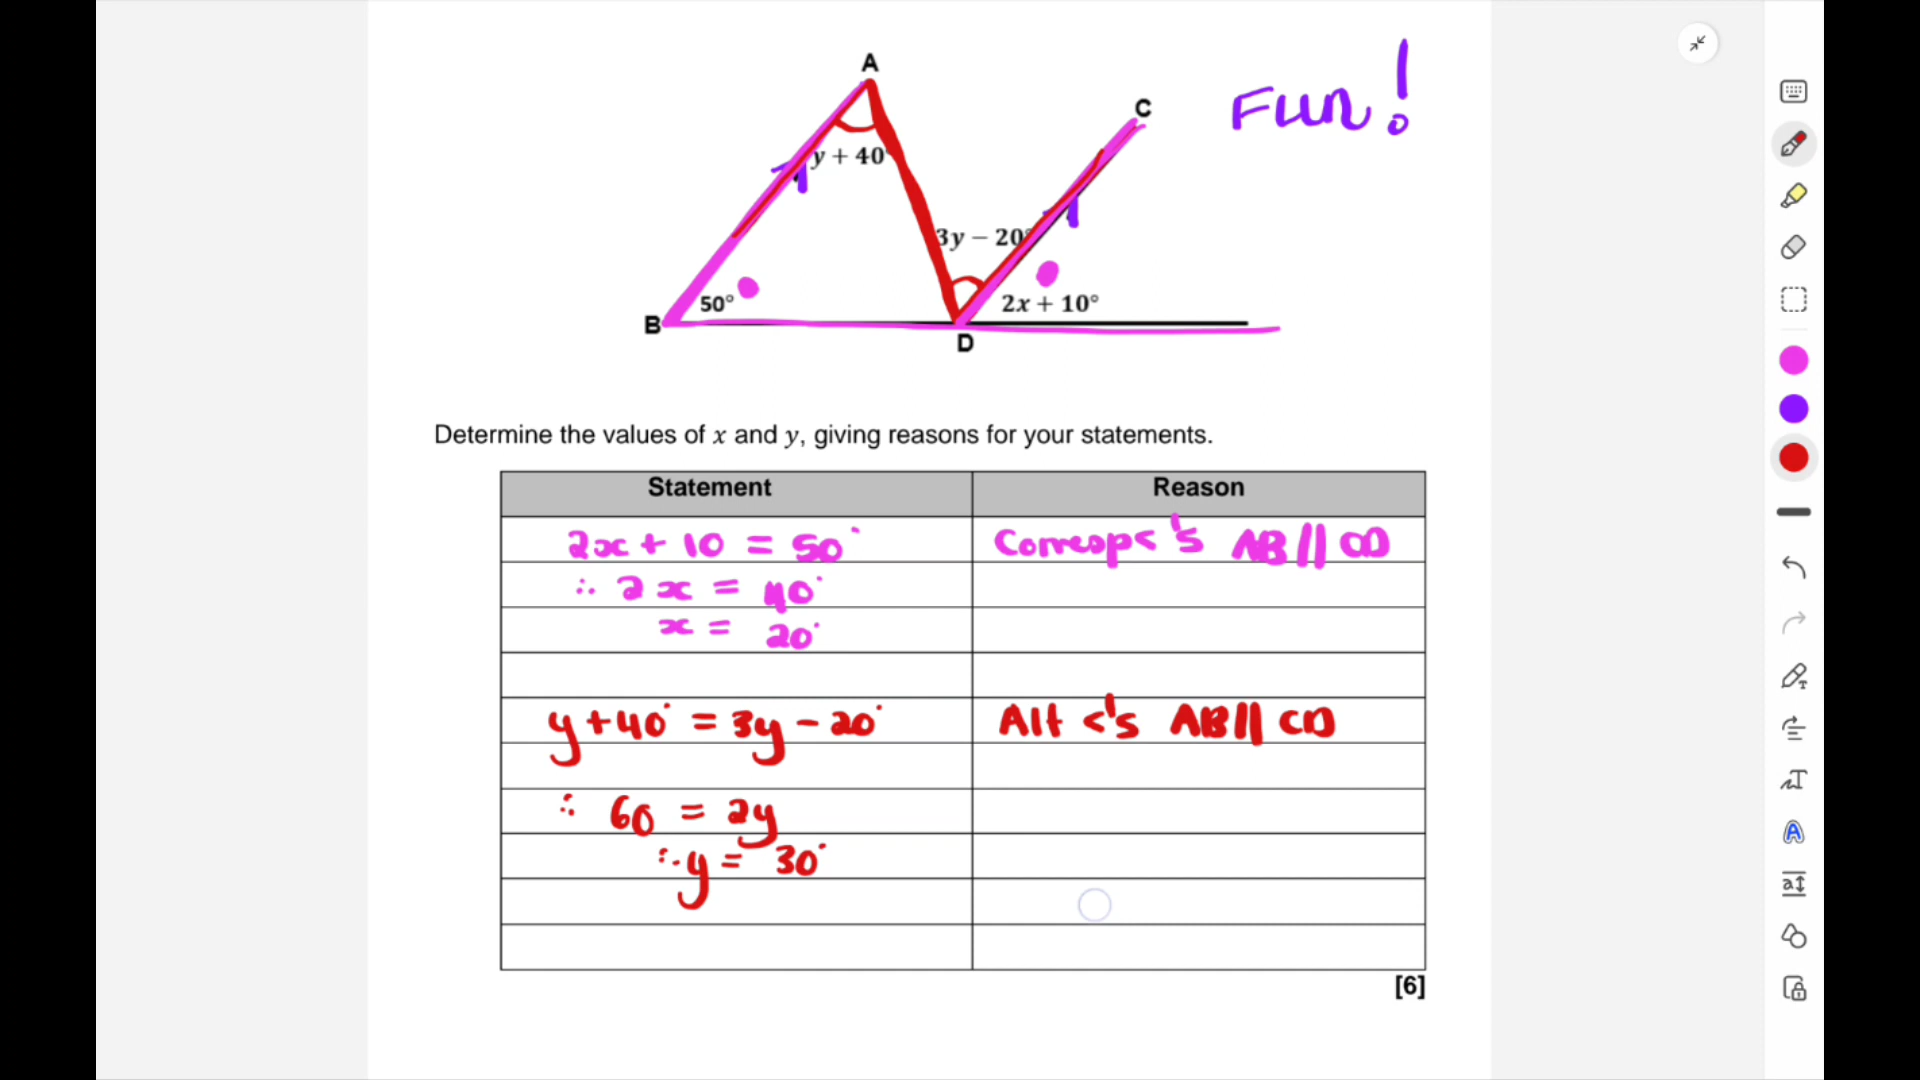 A
C
Fun!
y + 40°
3y − 20°
50°
2x + 10°
B
D
Determine the values of x and y, giving reasons for your statements.
Statement Reason
2x + 10 = 50° Corresp <'s AB || CD
∴ 2x = 40°
x = 20°
y + 40° = 3y − 20° Alt <'s AB || CD
∴ 60 = 2y
∴ y = 30°
[6]